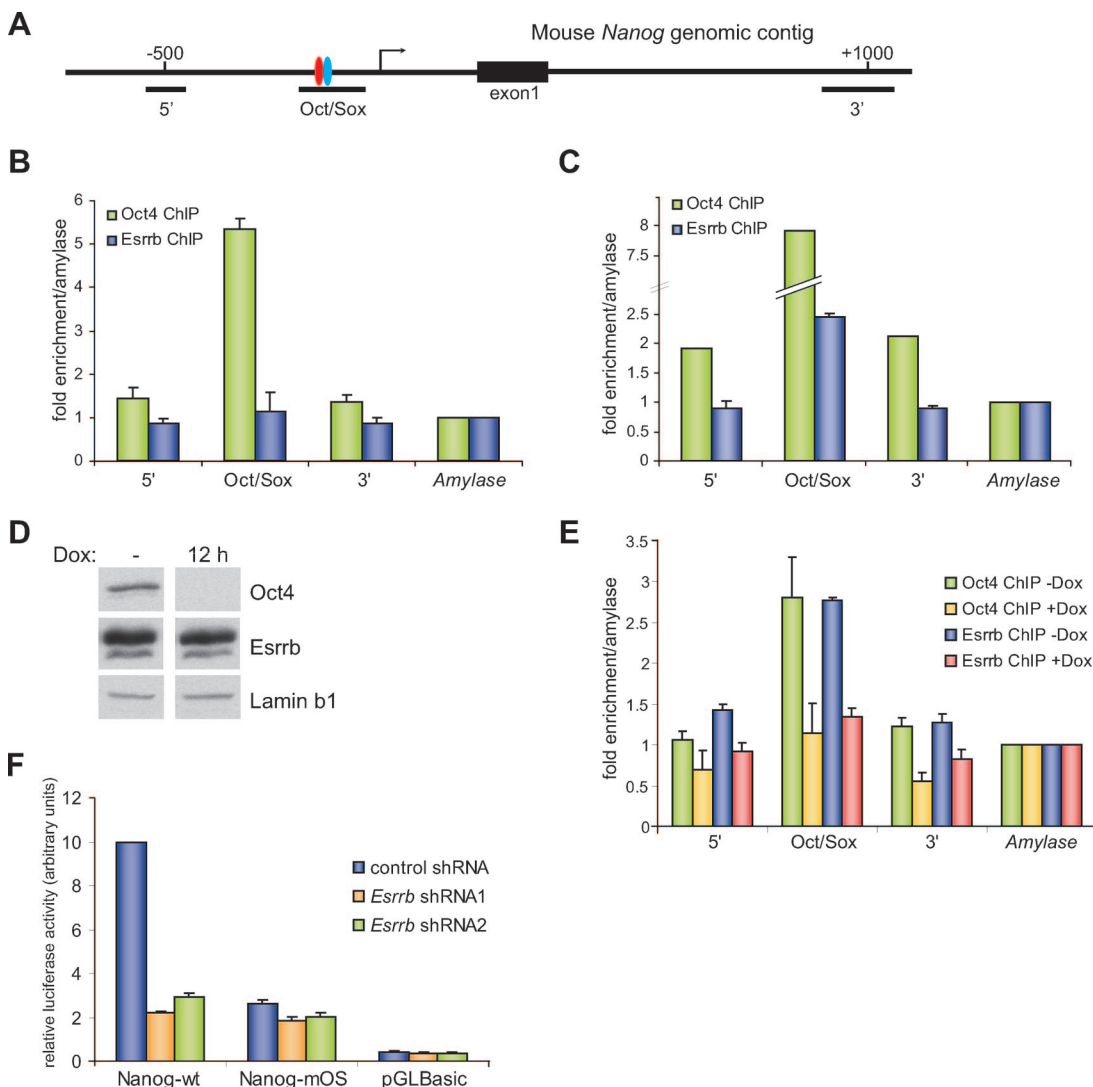 A
Mouse Nanog genomic contig
-500
+1000
5'
Oct/Sox
exon1
3'
B
fold enrichment/amylase
6
5
4
3
2
1
0
Oct4 ChIP
Esrrb ChIP
5'
Oct/Sox
3'
Amylase
C
fold enrichment/amylase
8
7.5
2.5
2
1.5
1
0.5
0
Oct4 ChIP
Esrrb ChIP
5'
Oct/Sox
3'
Amylase
D
Dox: - 12 h
Oct4
Esrrb
Lamin b1
E
fold enrichment/amylase
3.5
3
2.5
2
1.5
1
0.5
0
Oct4 ChIP -Dox
Oct4 ChIP +Dox
Esrrb ChIP -Dox
Esrrb ChIP +Dox
5'
Oct/Sox
3'
Amylase
F
relative luciferase activity (arbitrary units)
12
10
8
6
4
2
0
control shRNA
Esrrb shRNA1
Esrrb shRNA2
Nanog-wt
Nanog-mOS
pGLBasic